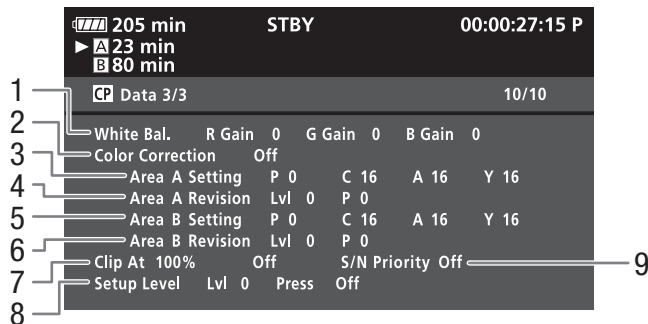 205 min STBY 00:00:27:15 P
A 23 min
B 80 min
CP Data 3/3 10/10
1 White Bal. R Gain 0 G Gain 0 B Gain 0
2 Color Correction Off
3 Area A Setting P 0 C 16 A 16 Y 16
4 Area A Revision Lvl 0 P 0
5 Area B Setting P 0 C 16 A 16 Y 16
6 Area B Revision Lvl 0 P 0
7 Clip At 100% Off S/N Priority Off 9
8 Setup Level Lvl 0 Press Off